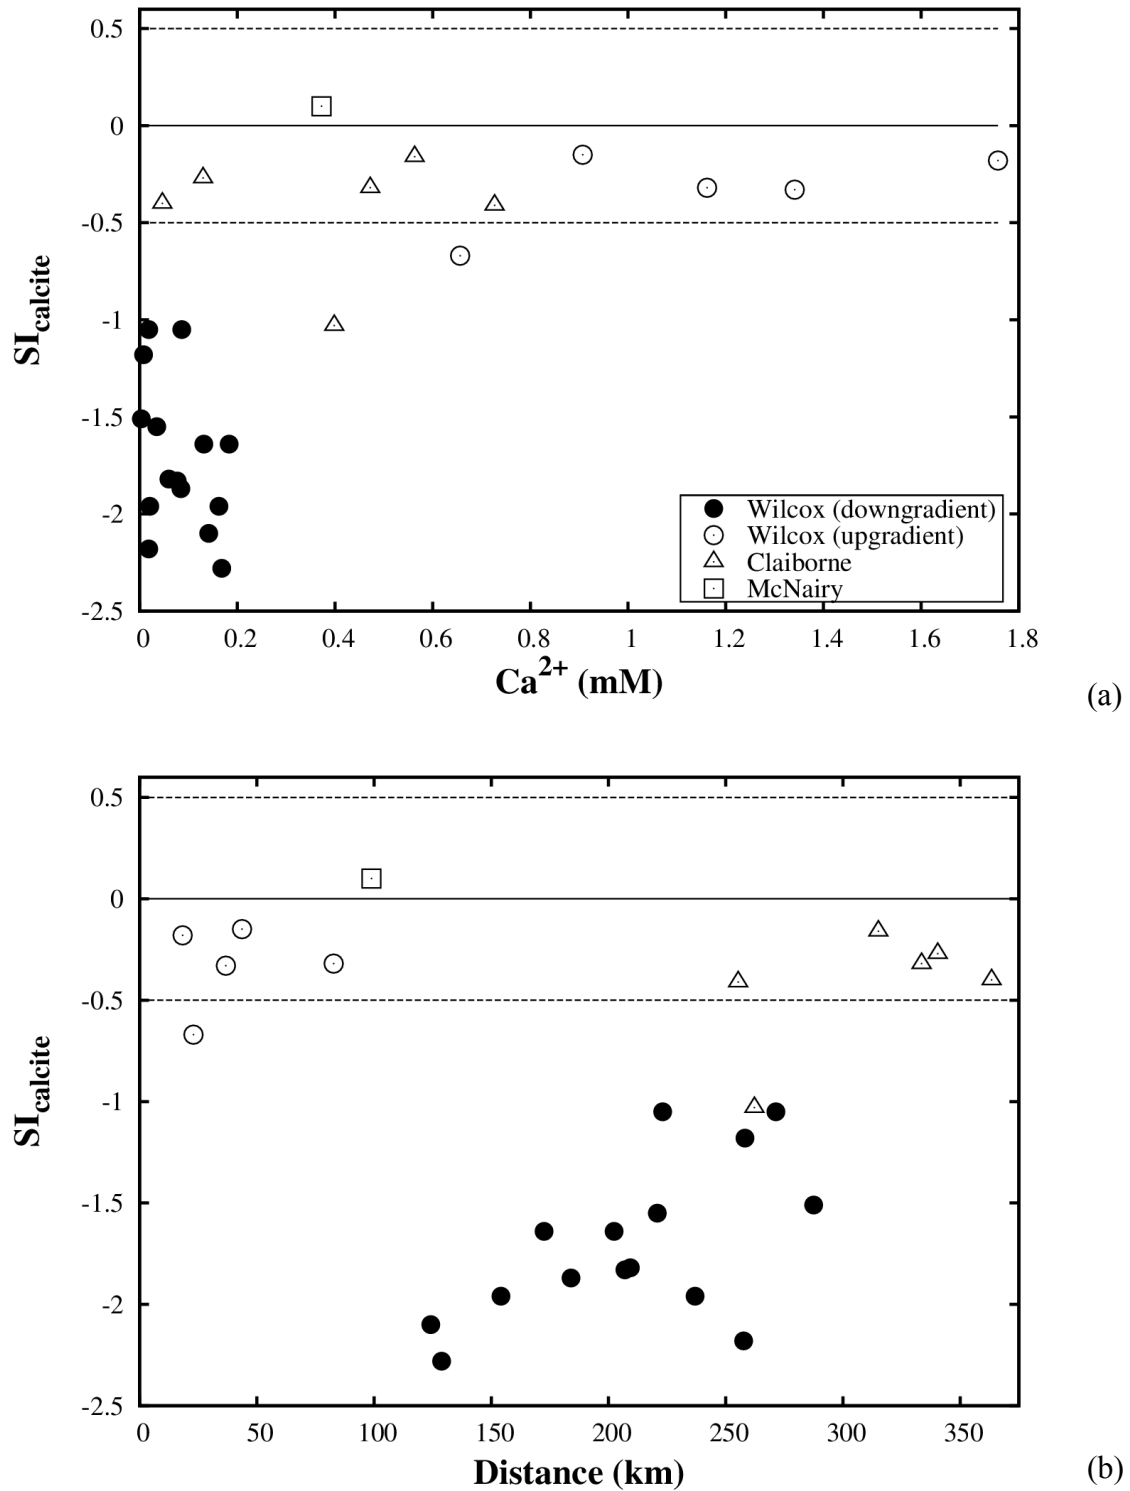 0.5
0
-0.5
-1
-1.5
-2
-2.5
SIcalcite
Wilcox (downgradient)
Wilcox (upgradient)
Claiborne
McNairy
0 0.2 0.4 0.6 0.8 1 1.2 1.4 1.6 1.8
Ca2+ (mM)
(a)
0.5
0
-0.5
-1
-1.5
-2
-2.5
SIcalcite
0 50 100 150 200 250 300 350
Distance (km)
(b)